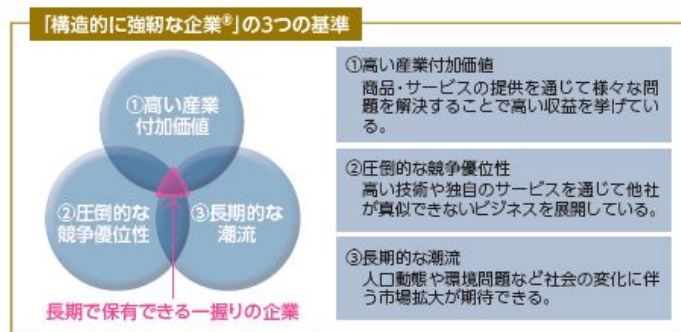 「構造的に強靭な企業®」の3つの基準
①高い産業
付加価値
②圧倒的な
競争優位性
③長期的な
潮流
長期で保有できる一握りの企業
①高い産業付加価値
商品・サービスの提供を通じて様々な問
題を解決することで高い収益を挙げてい
る。
②圧倒的な競争優位性
高い技術や独自のサービスを通じて他社
が真似できないビジネスを展開している。
③長期的な潮流
人口動態や環境問題など社会の変化に伴
う市場拡大が期待できる。